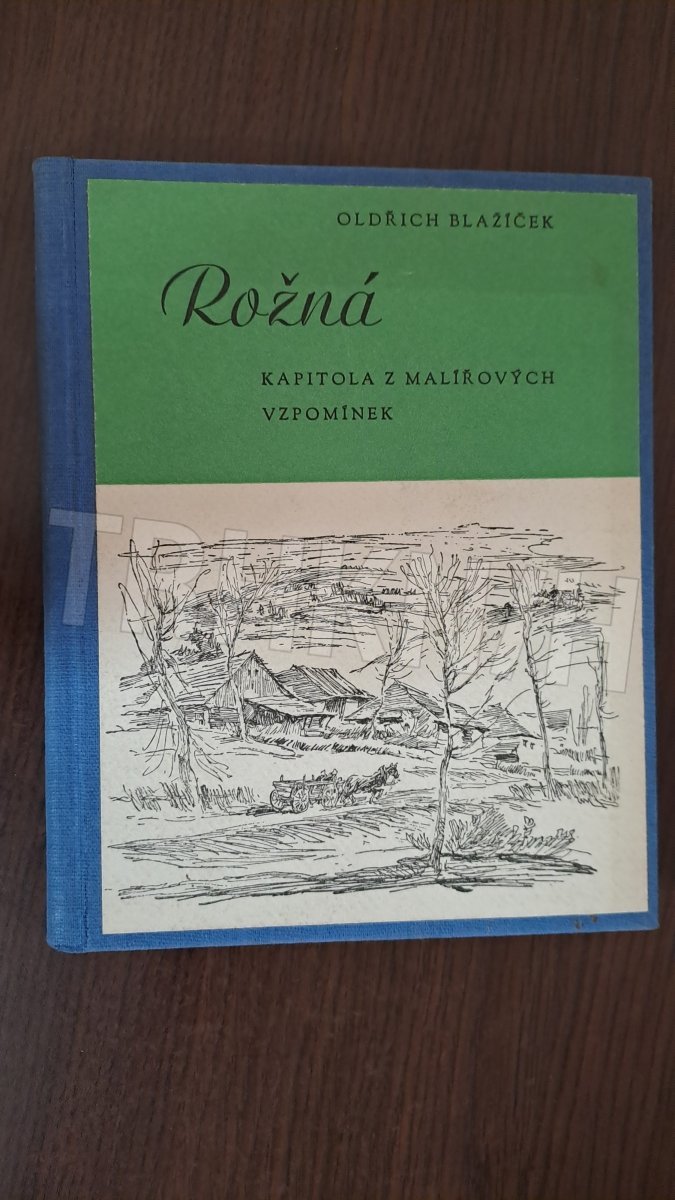 OLDŘICH BLAŽÍČEK
Rožná
KAPITOLA Z MALÍŘOVÝCH
VZPOMÍNEK